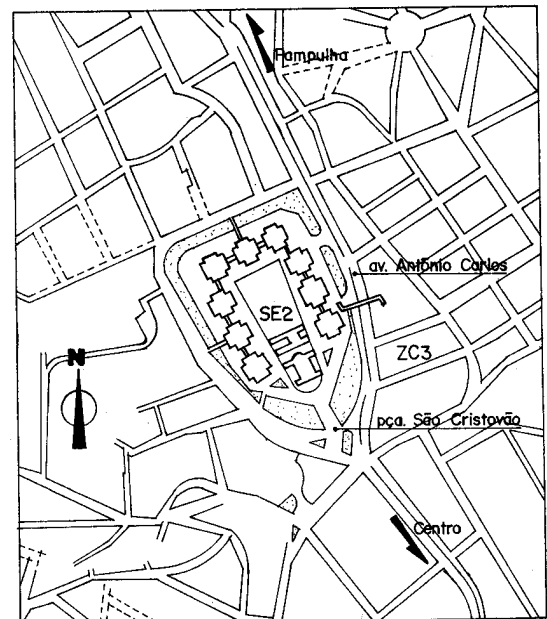 Pampulha
av. Antônio Carlos
SE2
ZC3
N
pça. São Cristovão
Centro